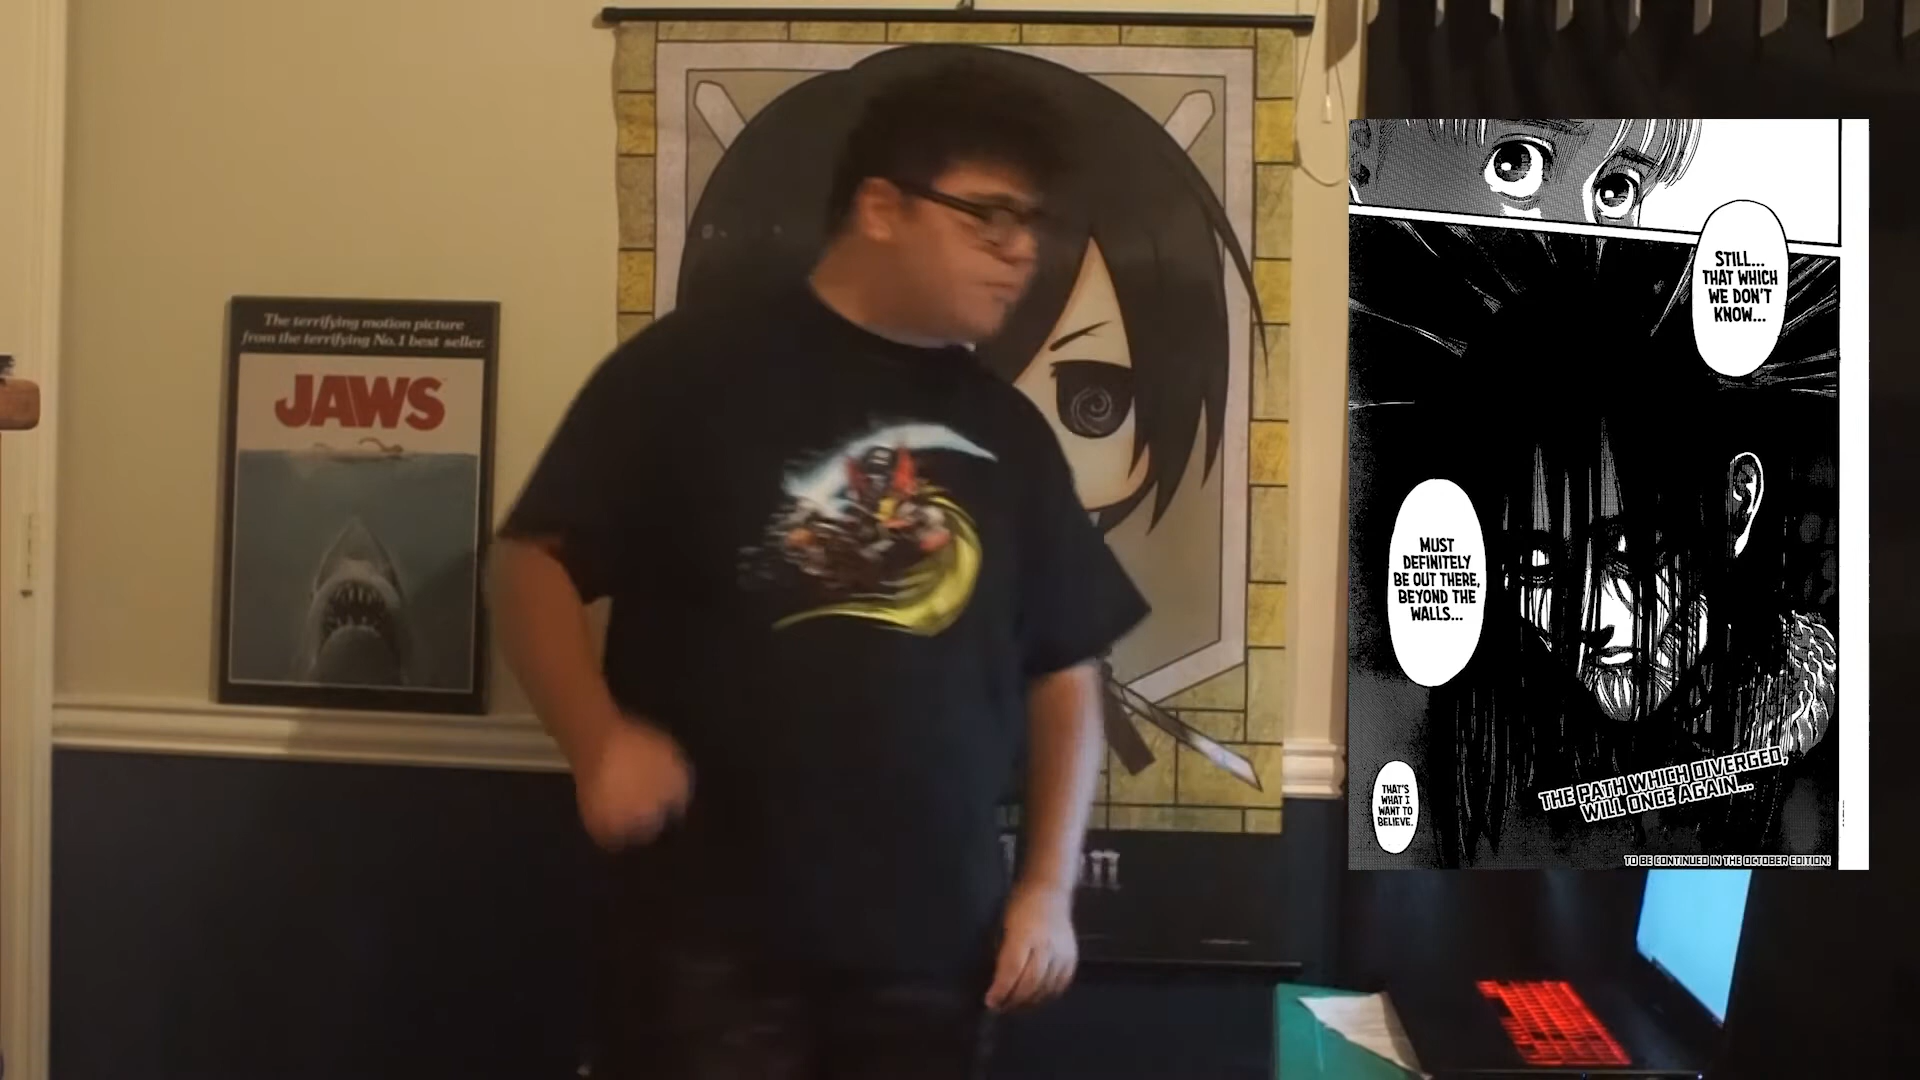 The terrifying motion picture
from the terrifying No. 1 best seller.
JAWS
STILL...
THAT WHICH
WE DON'T
KNOW...
MUST
DEFINITELY
BE OUT THERE,
BEYOND THE
WALLS...
THAT'S
WHAT I
WANT TO
BELIEVE.
THE PATH WHICH DIVERGED,
WILL ONCE AGAIN...
TO BE CONTINUED IN THE OCTOBER EDITION!